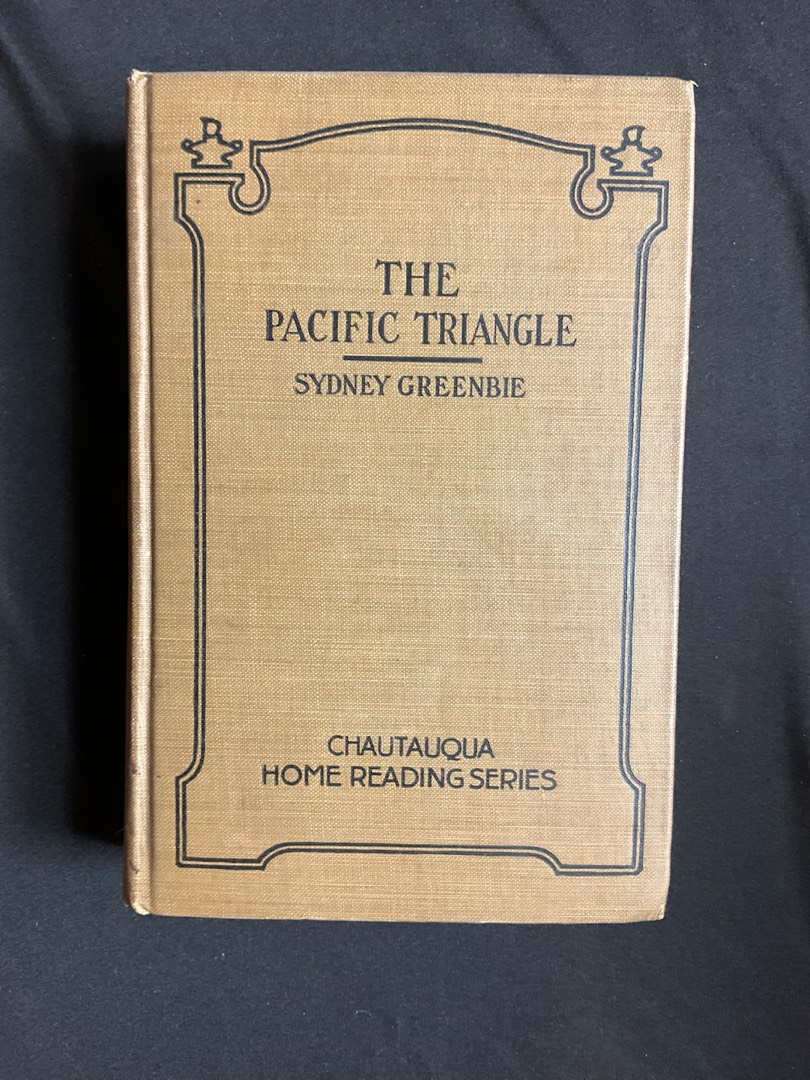 THE
PACIFIC TRIANGLE
SYDNEY GREENBIE
CHAUTAUQUA
HOME READING SERIES